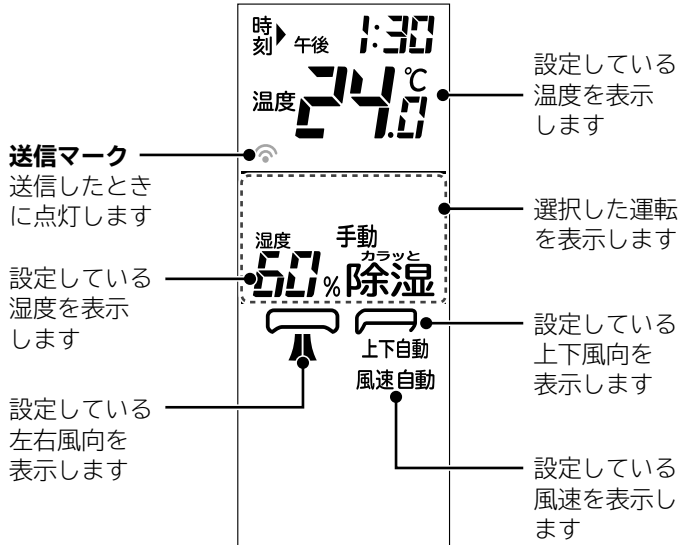 時刻 午後 1:30
温度 24.0 ℃
設定している
温度を表示
します
送信マーク
送信したとき
に点灯します
選択した運転
を表示します
湿度 手動
60 % カラッと 除湿
設定している
湿度を表示
します
上下自動
風速自動
設定している
上下風向を
表示します
設定している
左右風向を
表示します
設定している
風速を表示し
ます